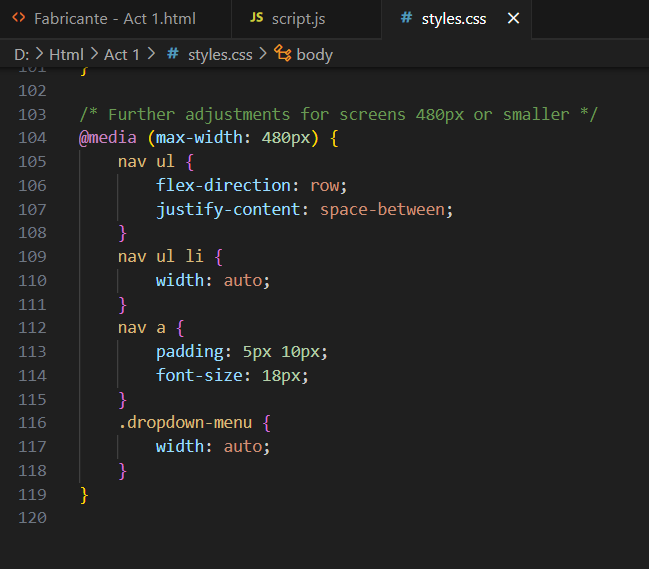 Fabricante - Act 1.html
JS script.js
# styles.css
D: > Html > Act 1 > # styles.css > body
101 }
102
103 /* Further adjustments for screens 480px or smaller */
104 @media (max-width: 480px) {
105 nav ul {
106 flex-direction: row;
107 justify-content: space-between;
108 }
109 nav ul li {
110 width: auto;
111 }
112 nav a {
113 padding: 5px 10px;
114 font-size: 18px;
115 }
116 .dropdown-menu {
117 width: auto;
118 }
119 }
120